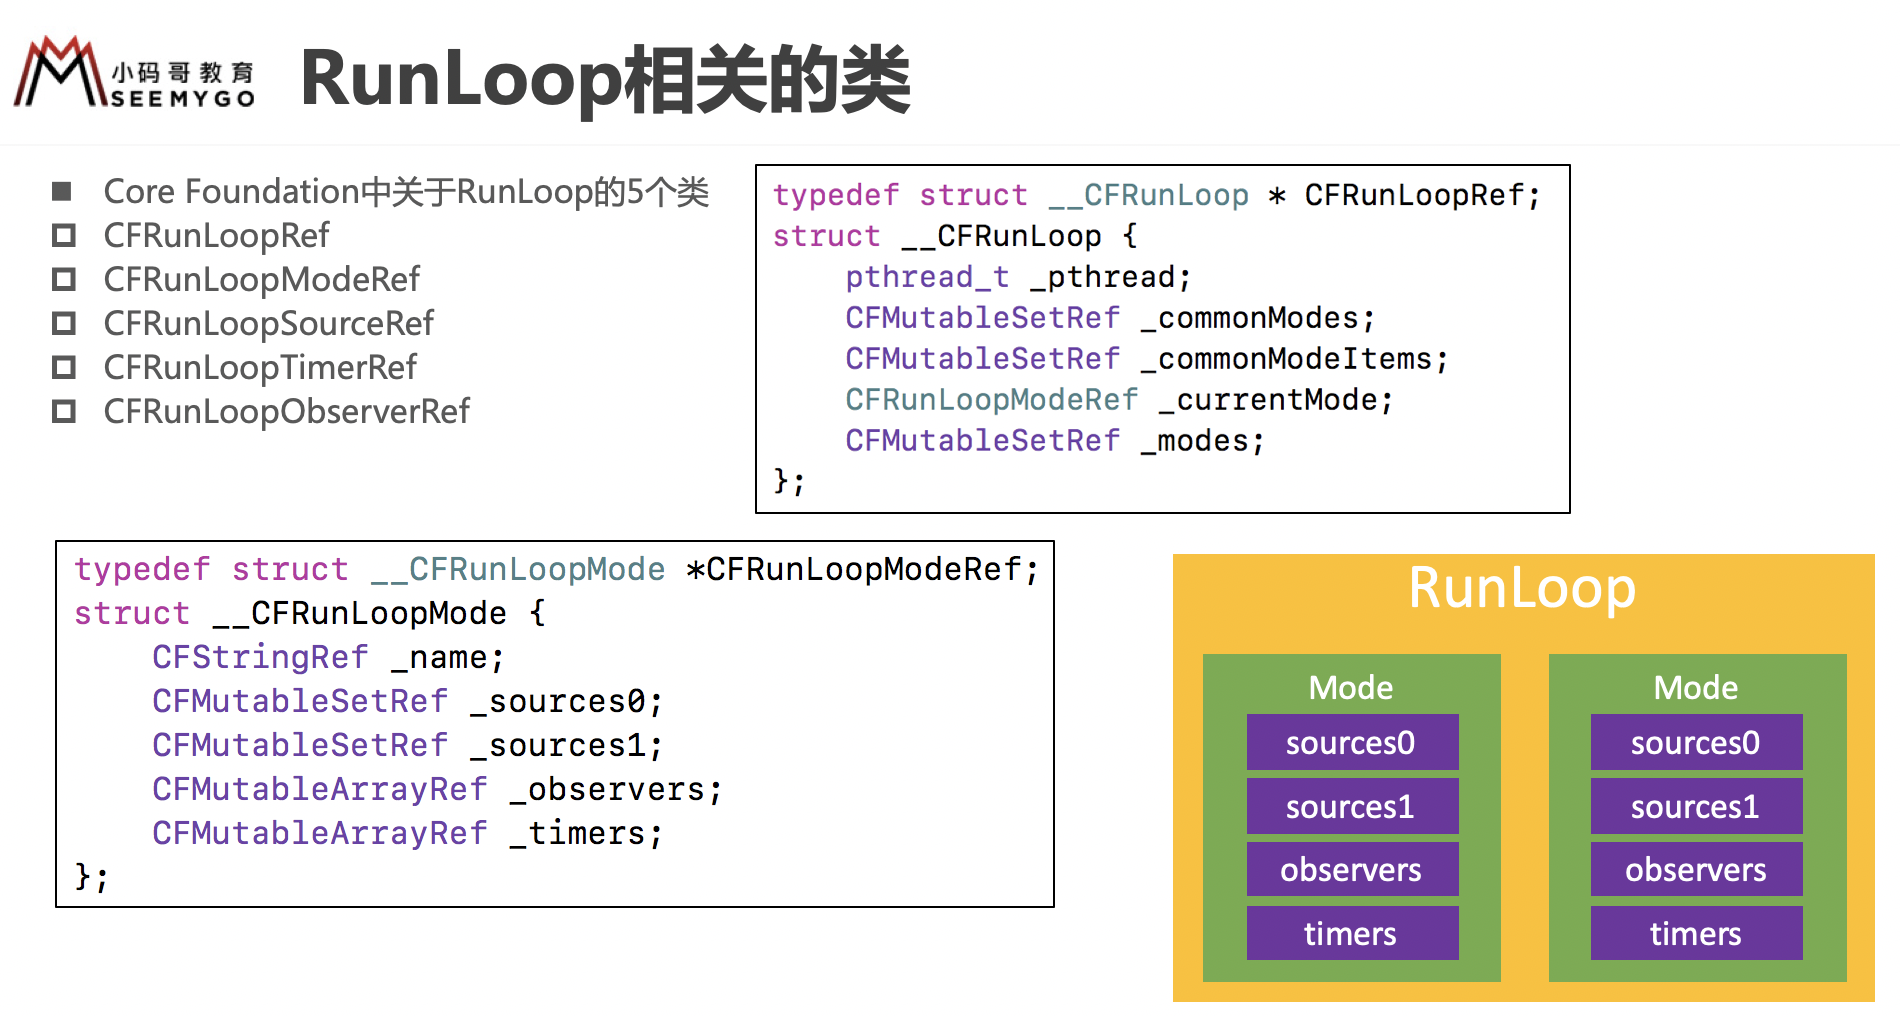 小码哥教育
SEEMYGO
RunLoop相关的类
Core Foundation中关于RunLoop的5个类
CFRunLoopRef
CFRunLoopModeRef
CFRunLoopSourceRef
CFRunLoopTimerRef
CFRunLoopObserverRef
typedef struct __CFRunLoop * CFRunLoopRef;
struct __CFRunLoop {
    pthread_t _pthread;
    CFMutableSetRef _commonModes;
    CFMutableSetRef _commonModeItems;
    CFRunLoopModeRef _currentMode;
    CFMutableSetRef _modes;
};
typedef struct __CFRunLoopMode *CFRunLoopModeRef;
struct __CFRunLoopMode {
    CFStringRef _name;
    CFMutableSetRef _sources0;
    CFMutableSetRef _sources1;
    CFMutableArrayRef _observers;
    CFMutableArrayRef _timers;
};
RunLoop
Mode
sources0
sources1
observers
timers
Mode
sources0
sources1
observers
timers